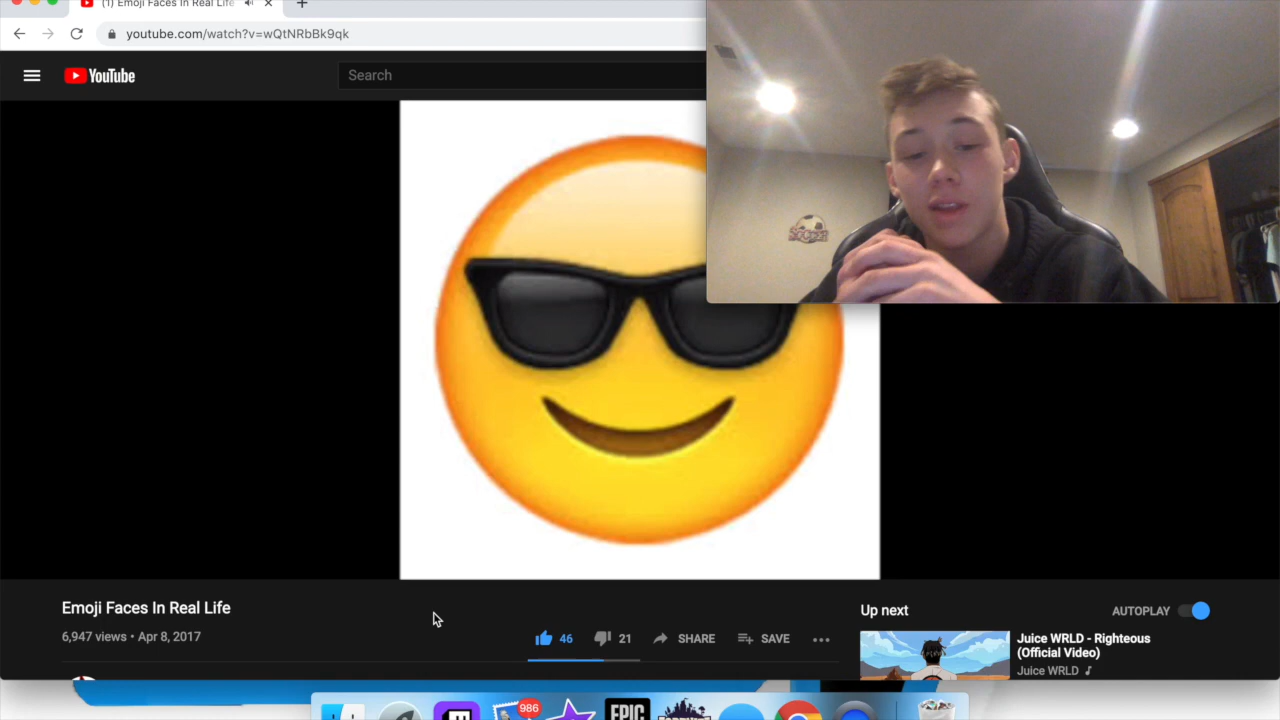 (1) Emoji Faces In Real Life
youtube.com/watch?v=wQtNRbBk9qk
YouTube
Search
SOCCER
Emoji Faces In Real Life
6,947 views • Apr 8, 2017
46
21
SHARE
SAVE
Up next
AUTOPLAY
Juice WRLD - Righteous
(Official Video)
Juice WRLD
986
EPIC